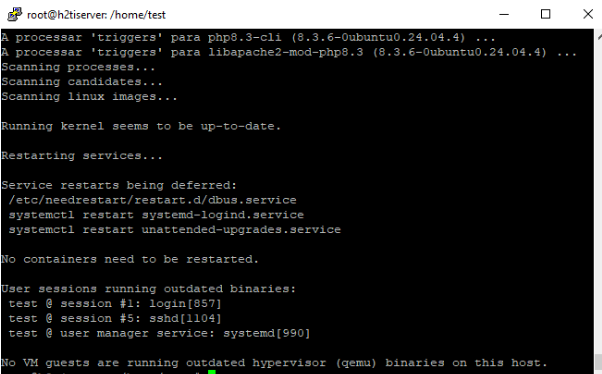 root@h2tiserver: /home/test
A processar 'triggers' para php8.3-cli (8.3.6-0ubuntu0.24.04.4) ...
A processar 'triggers' para libapache2-mod-php8.3 (8.3.6-0ubuntu0.24.04.4) ...
Scanning processes...
Scanning candidates...
Scanning linux images...
Running kernel seems to be up-to-date.
Restarting services...
Service restarts being deferred:
/etc/needrestart/restart.d/dbus.service
systemctl restart systemd-logind.service
systemctl restart unattended-upgrades.service
No containers need to be restarted.
User sessions running outdated binaries:
test @ session #1: login[857]
test @ session #5: sshd[1104]
test @ user manager service: systemd[990]
No VM guests are running outdated hypervisor (qemu) binaries on this host.